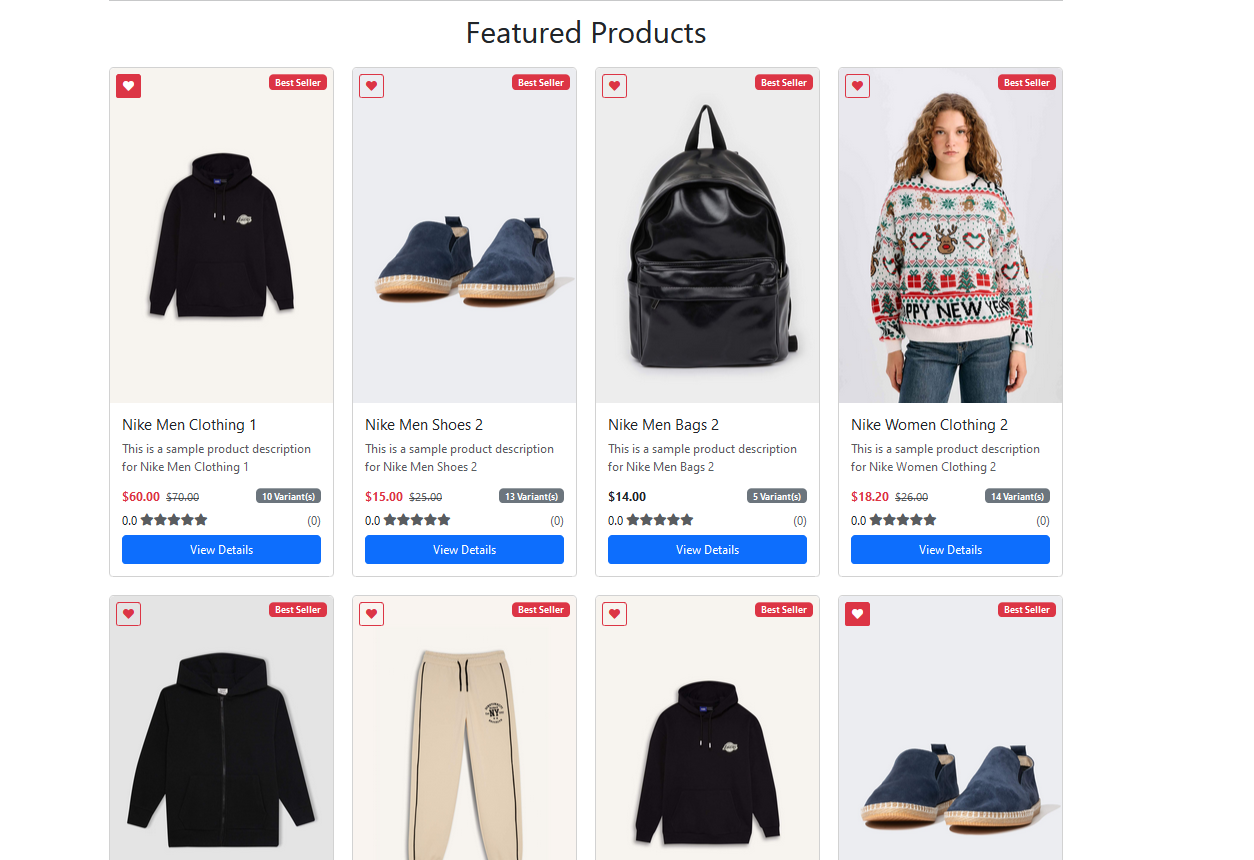 Featured Products
Best Seller
Best Seller
Best Seller
Best Seller
PPY NEW YEA
Nike Men Clothing 1
This is a sample product description
for Nike Men Clothing 1
$60.00 $70.00 10 Variant(s)
0.0 (0)
View Details
Nike Men Shoes 2
This is a sample product description
for Nike Men Shoes 2
$15.00 $25.00 13 Variant(s)
0.0 (0)
View Details
Nike Men Bags 2
This is a sample product description
for Nike Men Bags 2
$14.00 5 Variant(s)
0.0 (0)
View Details
Nike Women Clothing 2
This is a sample product description
for Nike Women Clothing 2
$18.20 $26.00 14 Variant(s)
0.0 (0)
View Details
Best Seller
Best Seller
Best Seller
Best Seller
NY